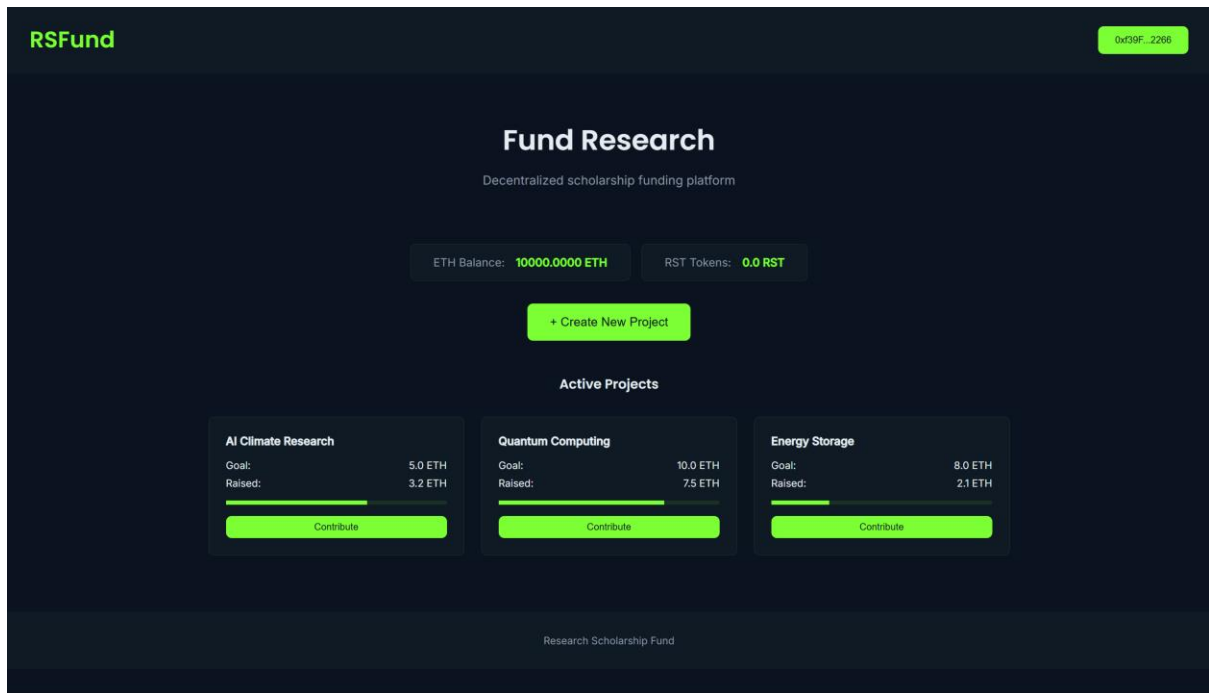 RSFund
0xf39F...2266
Fund Research
Decentralized scholarship funding platform
ETH Balance: 10000.0000 ETH RST Tokens: 0.0 RST
+ Create New Project
Active Projects
AI Climate Research
Goal: 5.0 ETH
Raised: 3.2 ETH
Contribute
Quantum Computing
Goal: 10.0 ETH
Raised: 7.5 ETH
Contribute
Energy Storage
Goal: 8.0 ETH
Raised: 2.1 ETH
Contribute
Research Scholarship Fund